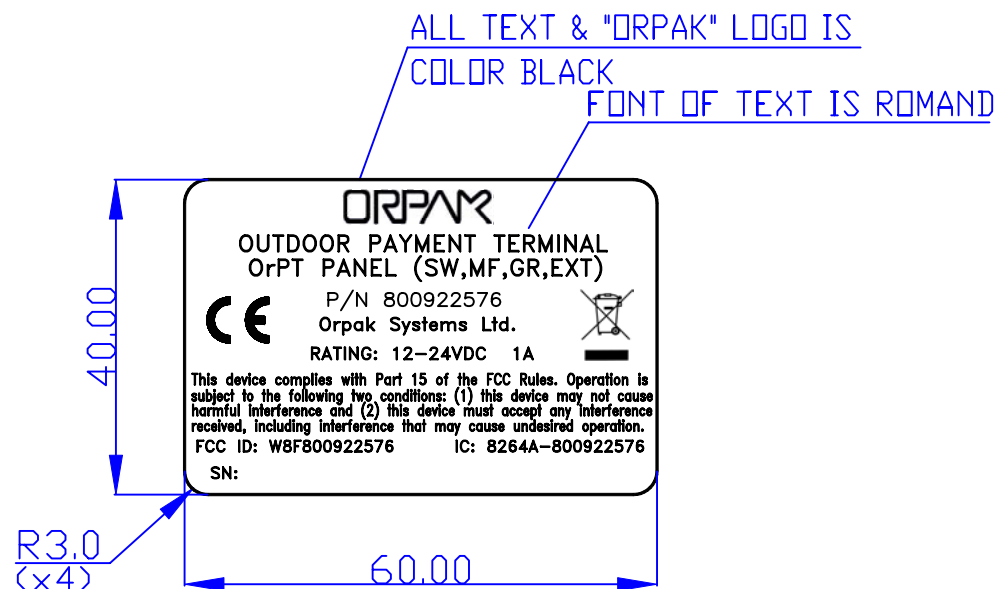 ALL TEXT & "ORPAK" LOGO IS
COLOR BLACK
FONT OF TEXT IS ROMAND
ORPAK
OUTDOOR PAYMENT TERMINAL
OrPT PANEL (SW,MF,GR,EXT)
CE
P/N 800922576
Orpak Systems Ltd.
RATING: 12-24VDC 1A
This device complies with Part 15 of the FCC Rules. Operation is
subject to the following two conditions: (1) this device may not cause
harmful interference and (2) this device must accept any interference
received, including interference that may cause undesired operation.
FCC ID: W8F800922576 IC: 8264A-800922576
SN:
40.00
R3.0
(x4)
60.00